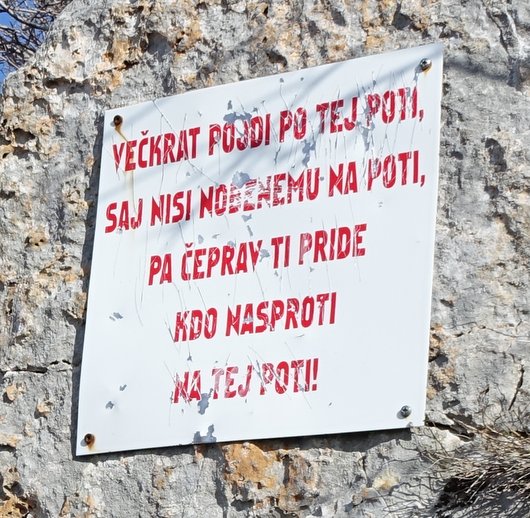 VEČKRAT POJDI PO TEJ POTI,
SAJ NISI NOBENEMU NA POTI,
PA ČEPRAV TI PRIDE
KDO NASPROTI
NA TEJ POTI!